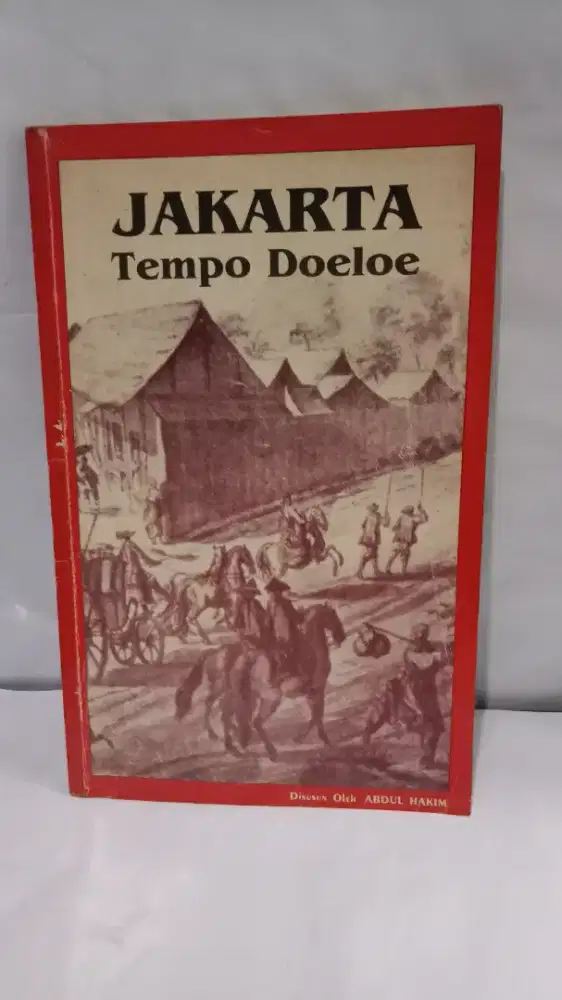 JAKARTA
Tempo Doeloe
Disusun Oleh ABDUL HAKIM